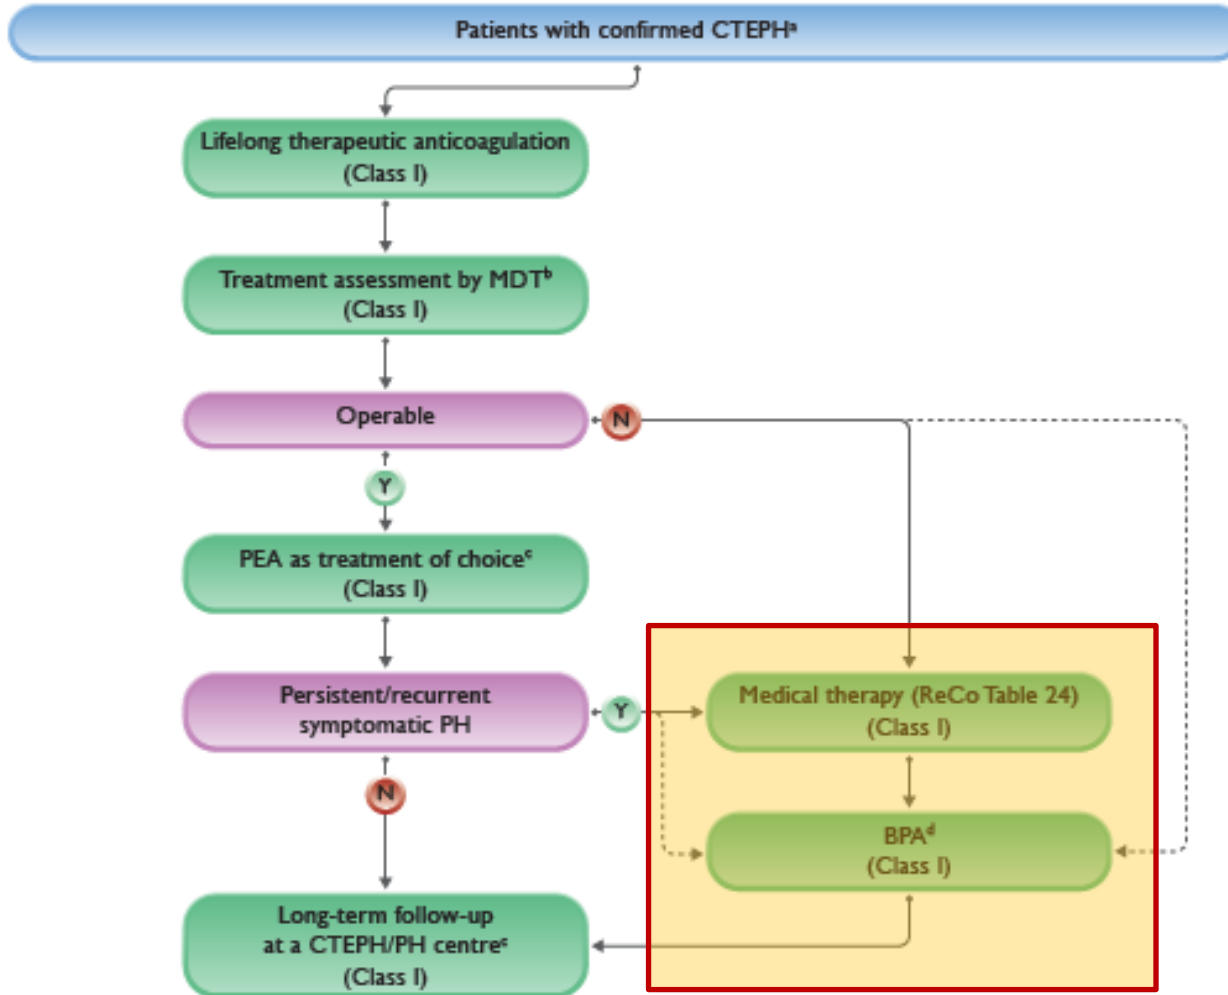 Patients with confirmed CTEPHᵃ
Lifelong therapeutic anticoagulation
(Class I)
Treatment assessment by MDTᵇ
(Class I)
Operable
N
Y
PEA as treatment of choiceᶜ
(Class I)
Persistent/recurrent
symptomatic PH
Y
Medical therapy (ReCo Table 24)
(Class I)
N
BPAᵈ
(Class I)
Long-term follow-up
at a CTEPH/PH centreᵉ
(Class I)